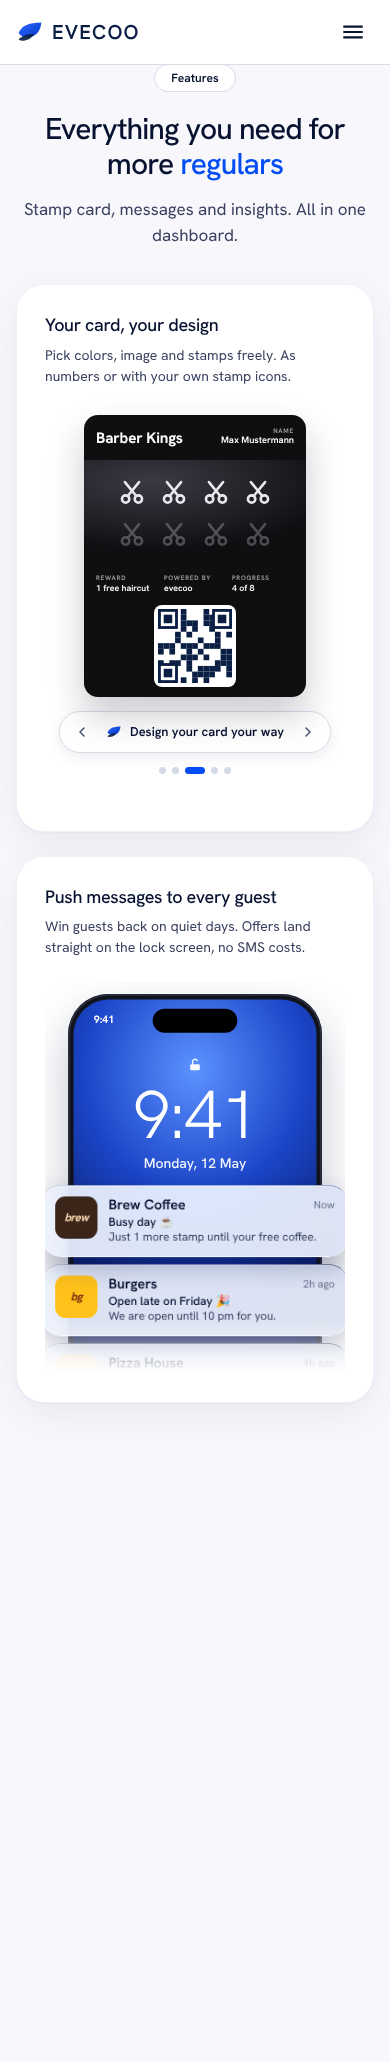 EVECOO
Features
Everything you need for
more regulars
Stamp card, messages and insights. All in one
dashboard.
Your card, your design
Pick colors, image and stamps freely. As
numbers or with your own stamp icons.
Barber Kings
NAME
Max Mustermann
REWARD POWERED BY PROGRESS
1 free haircut evecoo 4 of 8
Design your card your way
Push messages to every guest
Win guests back on quiet days. Offers land
straight on the lock screen, no SMS costs.
9:41
9:41
Monday, 12 May
brew
Brew Coffee Now
Busy day ☕
Just 1 more stamp until your free coffee.
bg
Burgers 2h ago
Open late on Friday 🎉
We are open until 10 pm for you.
Pizza House 4h ago